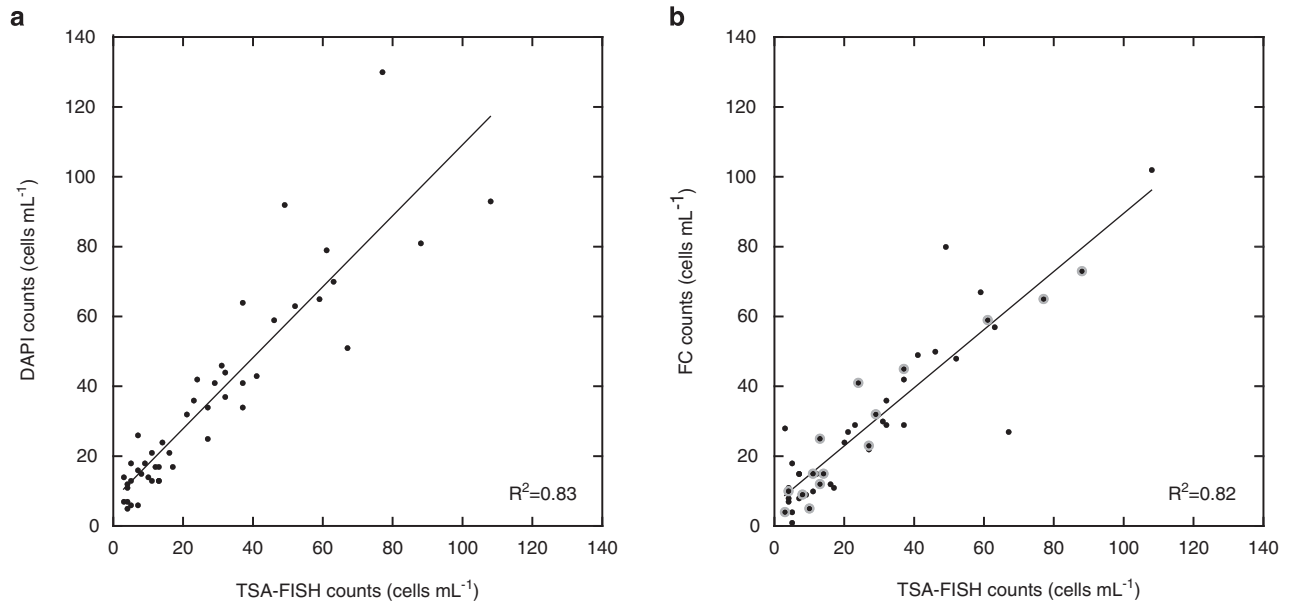 a
140
120
100
80
60
40
20
0
DAPI counts (cells mL⁻¹)
R²=0.83
0 20 40 60 80 100 120 140
TSA-FISH counts (cells mL⁻¹)
b
140
120
100
80
60
40
20
0
FC counts (cells mL⁻¹)
R²=0.82
0 20 40 60 80 100 120 140
TSA-FISH counts (cells mL⁻¹)